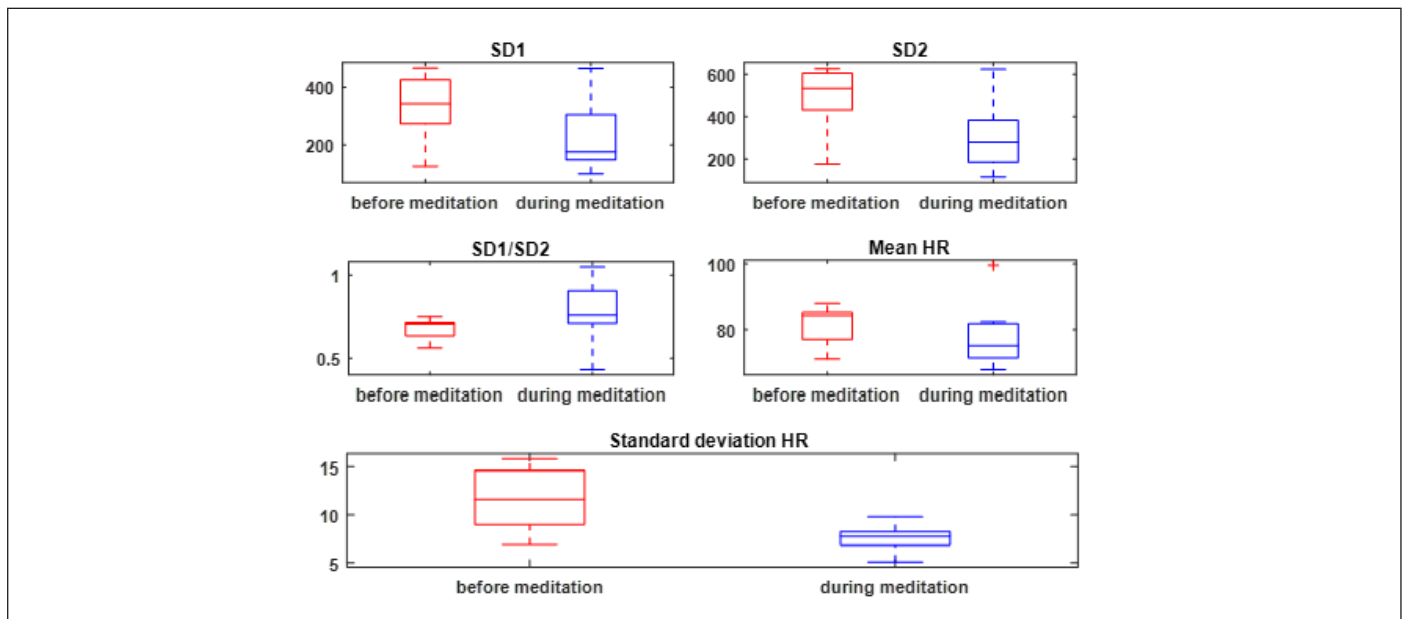 SD1
SD2
400
200
600
400
200
before meditation during meditation
before meditation during meditation
SD1/SD2
Mean HR
1
0.5
100
80
before meditation during meditation
before meditation during meditation
Standard deviation HR
15
10
5
before meditation
during meditation